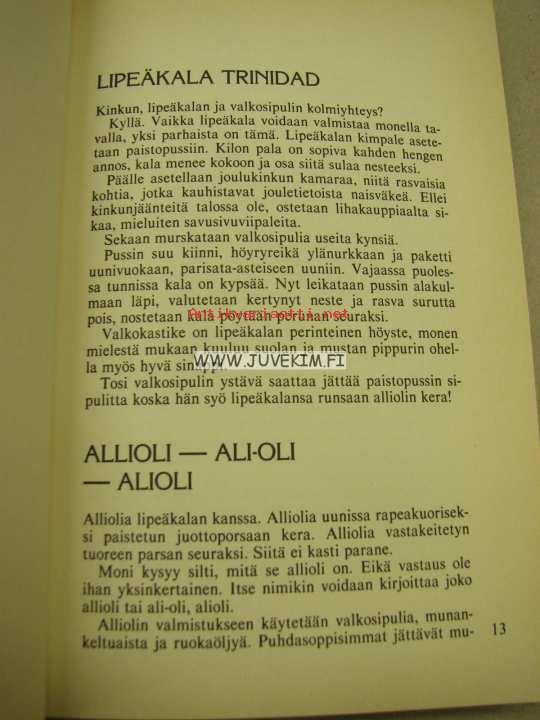 LIPEÄKALA TRINIDAD
Kinkun, lipeäkalan ja valkosipulin kolmiyhteys?
Kyllä. Vaikka lipeäkala voidaan valmistaa monella ta-
valla, yksi parhaista on tämä. Lipeäkalan kimpale asete-
taan paistopussiin. Kilon pala on sopiva kahden hengen
annos, kala menee kokoon ja osa siitä sulaa nesteeksi.
Päälle asetellaan joulukinkun kamaraa, niitä rasvaisia
kohtia, jotka kauhistavat jouletietoista naisväkeä. Ellei
kinkunjäänteitä talossa ole, ostetaan lihakauppiaalta si-
kaa, mieluiten savusivuviipaleita.
Sekaan murskataan valkosipulia useita kynsiä.
Pussin suu kiinni, höyryreikä ylänurkkaan ja paketti
uunivuokaan, parisata-asteiseen uuniin. Vajaassa puoles-
sa tunnissa kala on kypsää. Nyt leikataan pussin alakul-
maan läpi, valutetaan kertynyt neste ja rasva surutta
pois, nostetaan kala pöytään perunan seuraksi.
Antikvariaatti.net
Valkokastike on lipeäkalan perinteinen höyste, monen
mielestä mukaan kuuluu suolan ja mustan pippurin ohel-
la myös hyvä sinappi.
WWW.JUVEKIM.FI
Tosi valkosipulin ystävä saattaa jättää paistopussin si-
pulitta koska hän syö lipeäkalansa runsaan alliolin kera!
ALLIOLI — ALI-OLI
— ALIOLI
Alliolia lipeäkalan kanssa. Alliolia uunissa rapeakuorisek-
si paistetun juottoporsaan kera. Alliolia vastakeitetyn
tuoreen parsan seuraksi. Siitä ei kasti parane.
Moni kysyy silti, mitä se allioli on. Eikä vastaus ole
ihan yksinkertainen. Itse nimikin voidaan kirjoittaa joko
allioli tai ali-oli, alioli.
Alliolin valmistukseen käytetään valkosipulia, munan-
keltuaista ja ruokaöljyä. Puhdasoppisimmat jättävät mu-
13